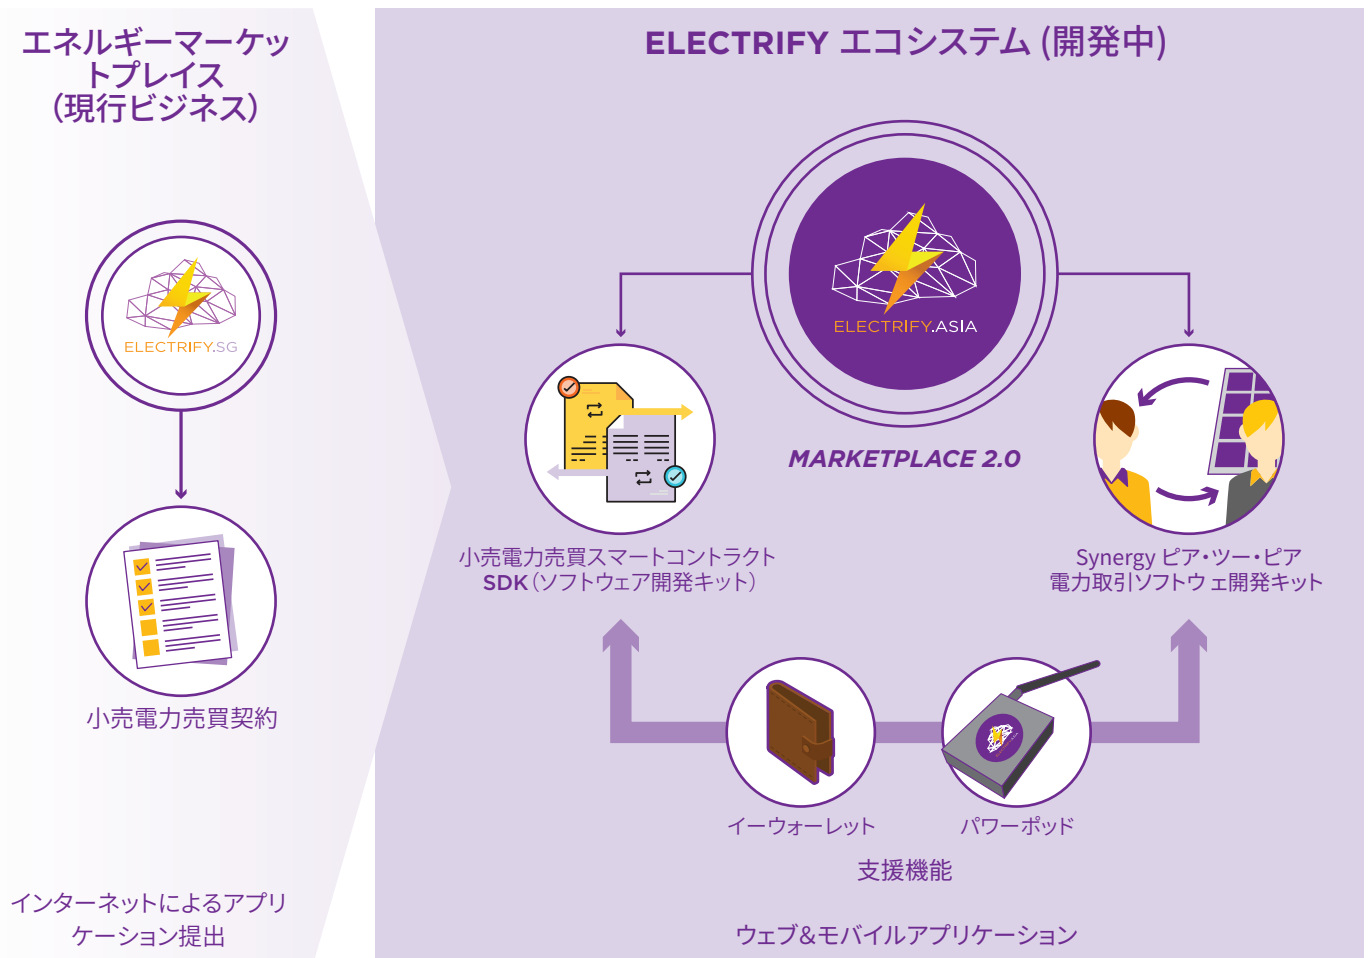 エネルギーマーケッ
トプレイス
（現行ビジネス）
ELECTRIFY.SG
小売電力売買契約
インターネットによるアプリ
ケーション提出
ELECTRIFY エコシステム (開発中)
ELECTRIFY.ASIA
MARKETPLACE 2.0
小売電力売買スマートコントラクト
SDK（ソフトウェア開発キット）
Synergy ピア・ツー・ピア
電力取引ソフトウェ開発キット
イーウォーレット
パワーポッド
支援機能
ウェブ&モバイルアプリケーション